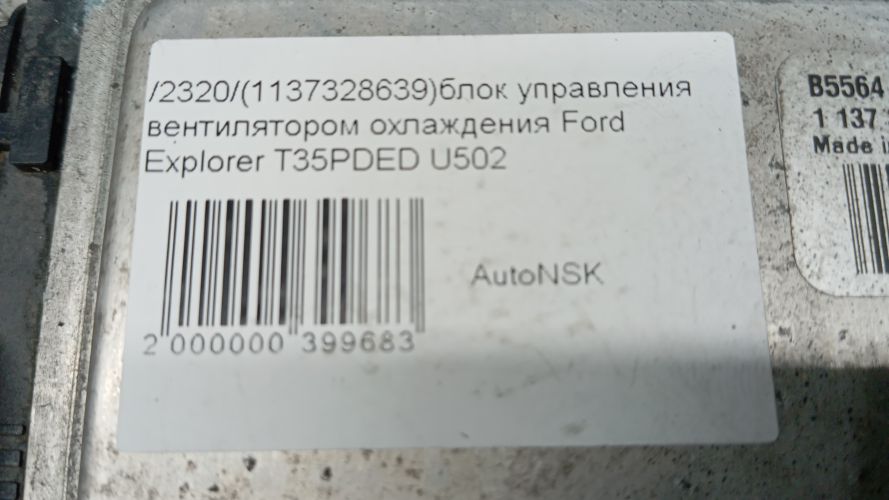 /2320/(1137328639)блок управления
вентилятором охлаждения Ford
Explorer T35PDED U502
AutoNSK
2 000000 399683
B5564
1 137
Made